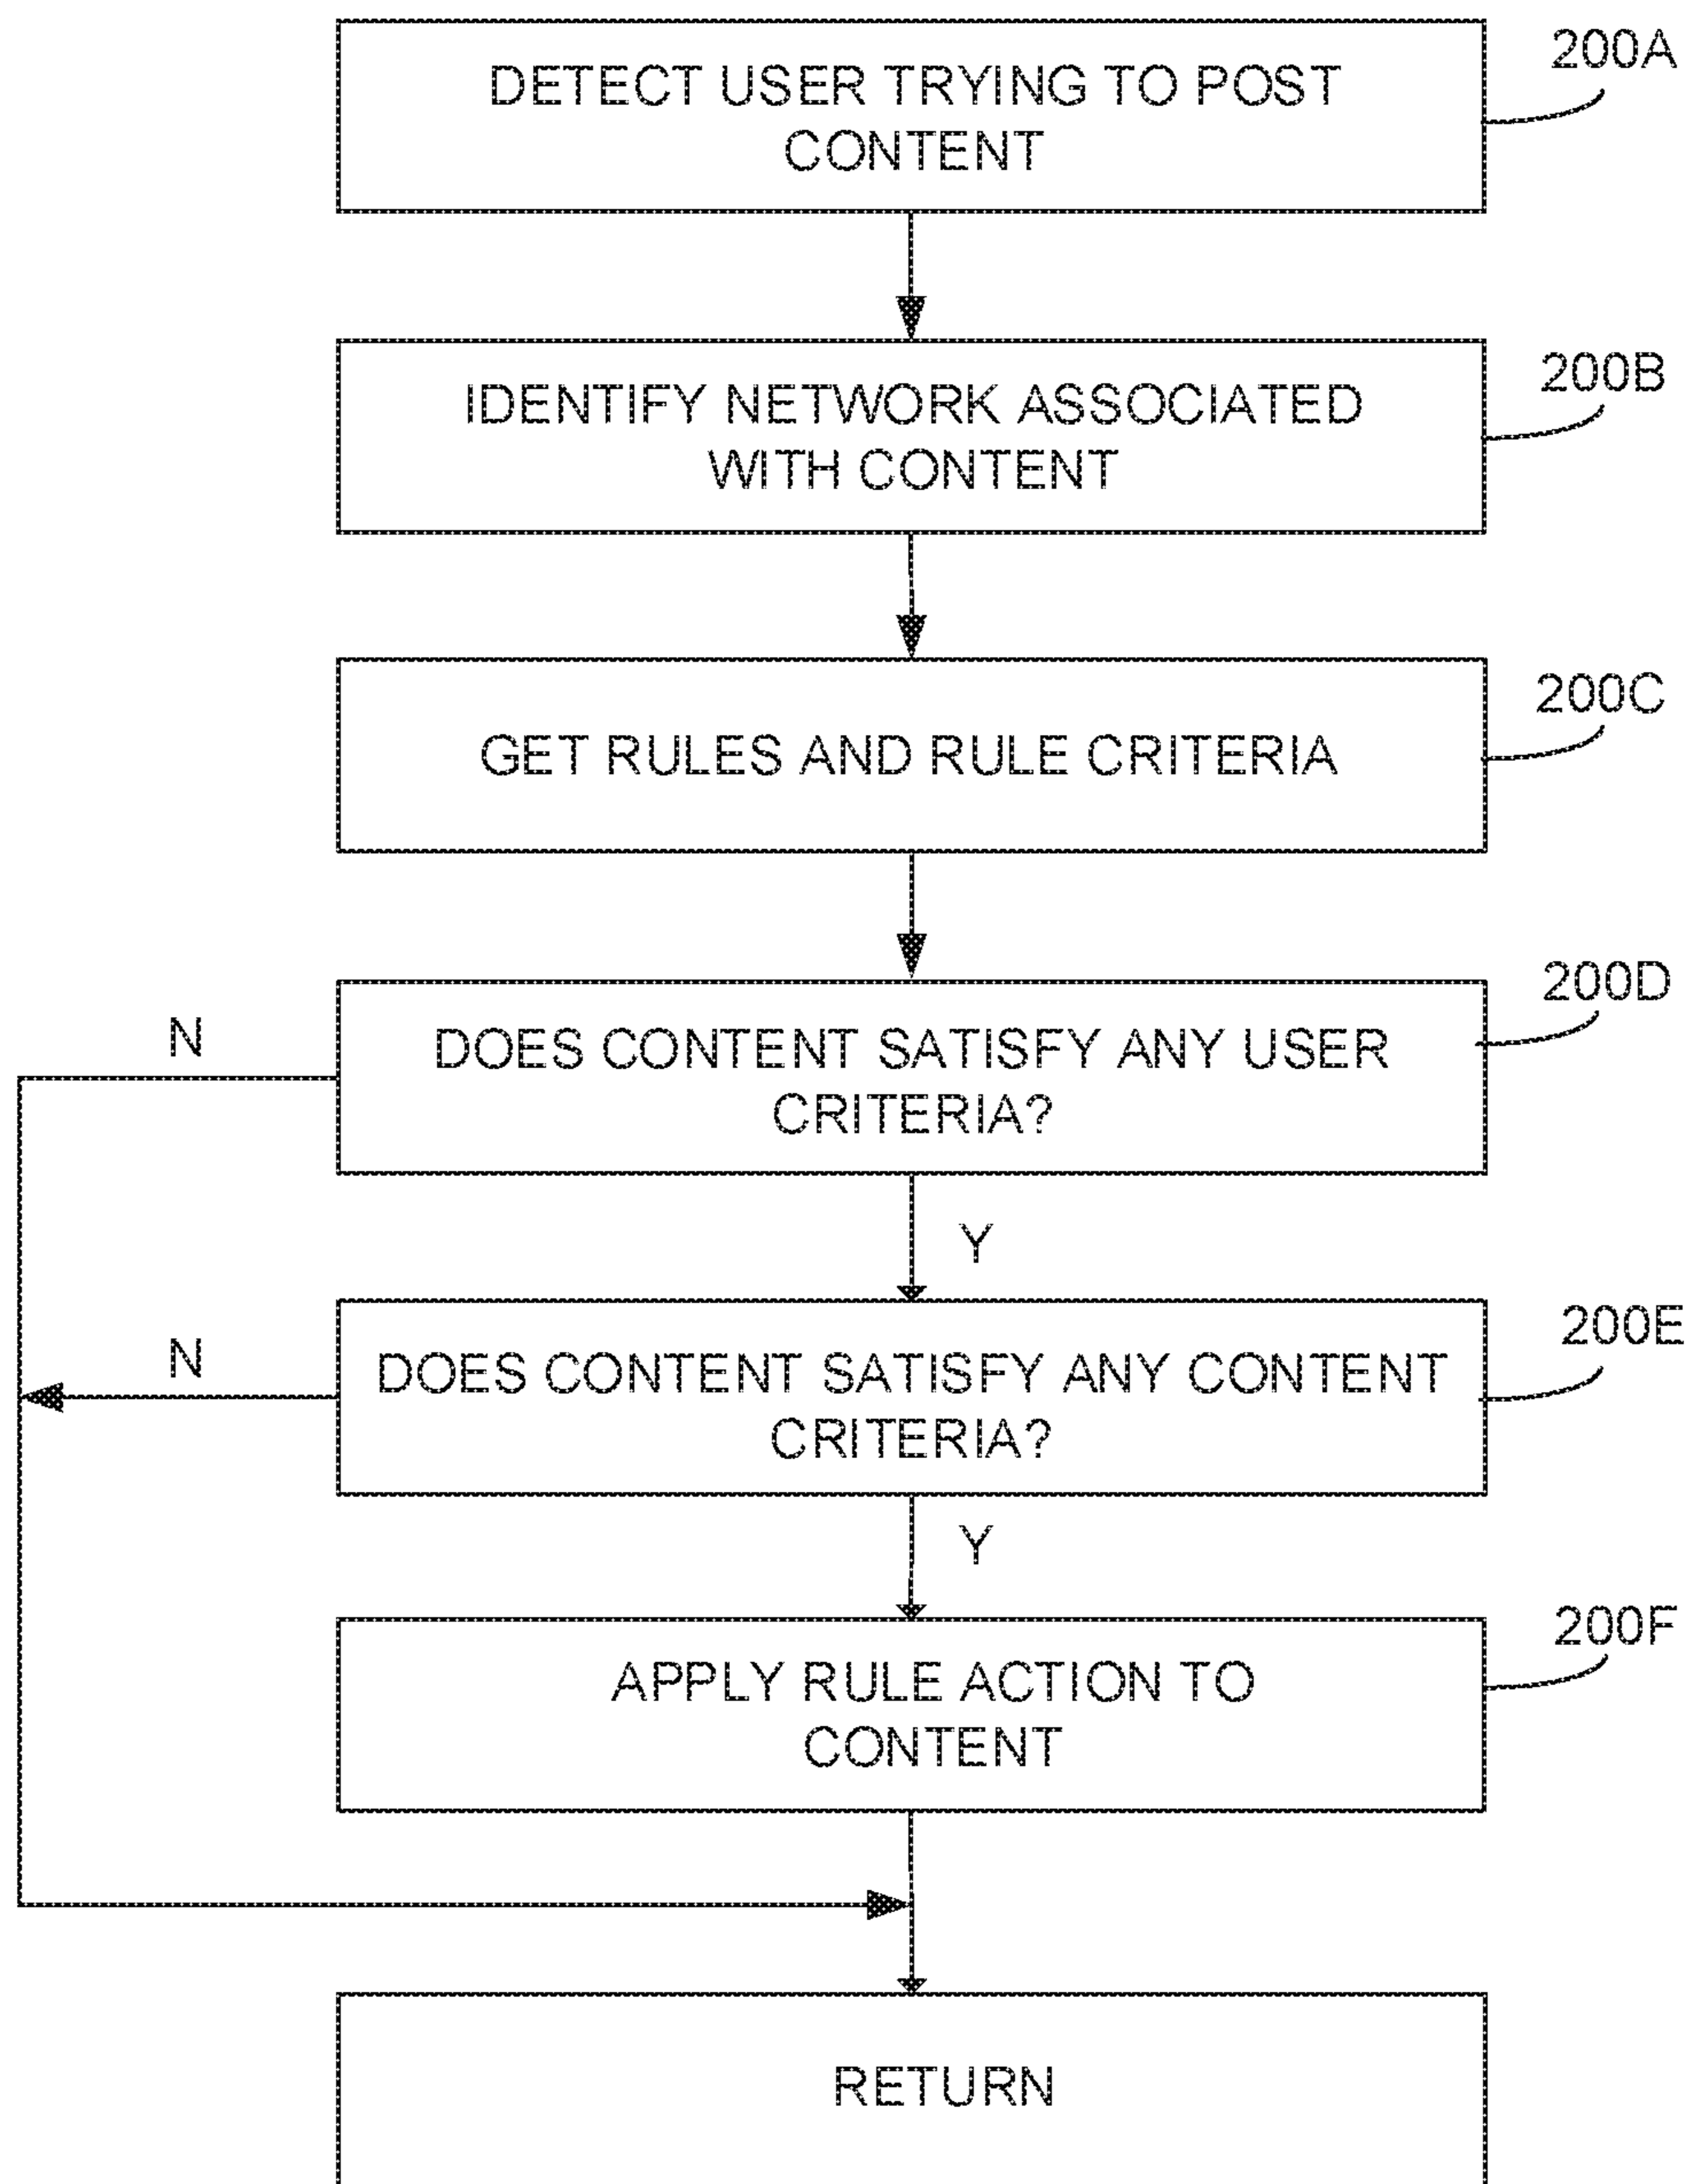 DETECT USER TRYING TO POST
CONTENT
200A
IDENTIFY NETWORK ASSOCIATED
WITH CONTENT
200B
GET RULES AND RULE CRITERIA
200C
DOES CONTENT SATISFY ANY USER
CRITERIA?
200D
N
Y
DOES CONTENT SATISFY ANY CONTENT
CRITERIA?
200E
N
Y
APPLY RULE ACTION TO
CONTENT
200F
RETURN